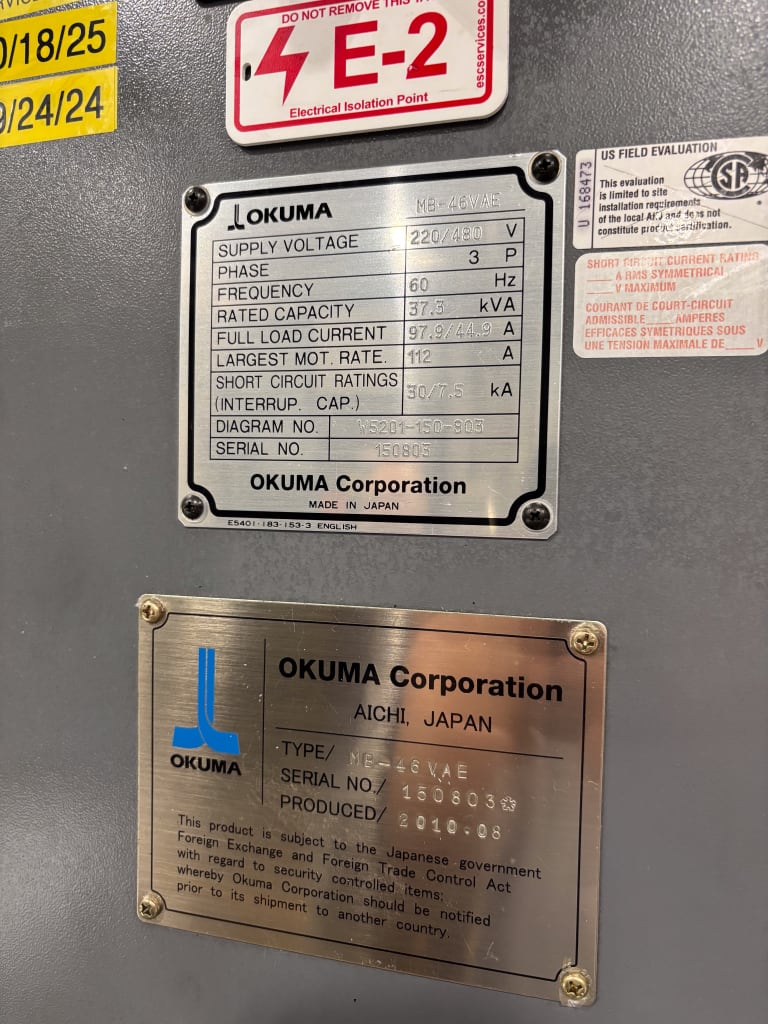 0/18/25
9/24/24
DO NOT REMOVE THIS
E-2
Electrical Isolation Point
escservices.co
US FIELD EVALUATION
U 168473
This evaluation
is limited to site
installation requirements
of the local AHJ and does not
constitute product certification.
SHORT CIRCUIT CURRENT RATING
A RMS SYMMETRICAL
V MAXIMUM
COURANT DE COURT-CIRCUIT
ADMISSIBLE____AMPERES
EFFICACES SYMETRIQUES SOUS
UNE TENSION MAXIMALE DE____V
OKUMA MB-46VAE
SUPPLY VOLTAGE 220/480 V
PHASE 3 P
FREQUENCY 60 Hz
RATED CAPACITY 37.3 kVA
FULL LOAD CURRENT 97.9/44.9 A
LARGEST MOT. RATE. 112 A
SHORT CIRCUIT RATINGS
(INTERRUP. CAP.) 30/7.5 kA
DIAGRAM NO. W5201-150-803
SERIAL NO. 150803
OKUMA Corporation
MADE IN JAPAN
E5401-183-153-3 ENGLISH
OKUMA
OKUMA Corporation
AICHI, JAPAN
TYPE/ MB-46VAE
SERIAL NO./ 150803*
PRODUCED/ 2010.08
This product is subject to the Japanese government
Foreign Exchange and Foreign Trade Control Act
with regard to security controlled items;
whereby Okuma Corporation should be notified
prior to its shipment to another country.